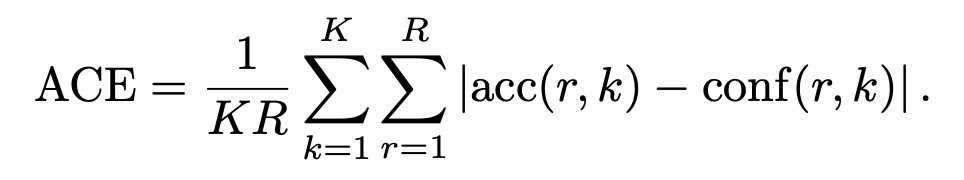 ACE = \frac{1}{KR} \sum_{k=1}^{K} \sum_{r=1}^{R} |acc(r, k) − conf(r, k)| .